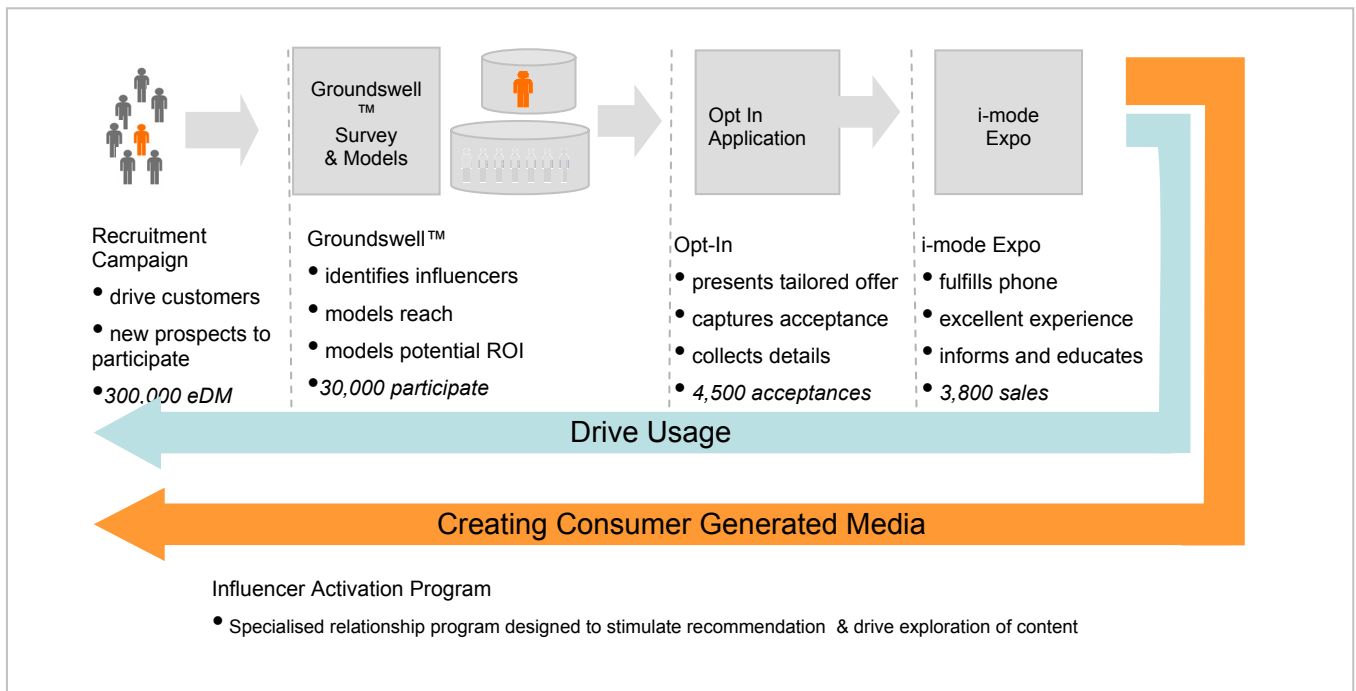 Groundswell
™
Survey
& Models
Opt In
Application
i-mode
Expo
Recruitment
Campaign
• drive customers
• new prospects to
participate
•300,000 eDM
Groundswell™
• identifies influencers
• models reach
• models potential ROI
•30,000 participate
Opt-In
• presents tailored offer
• captures acceptance
• collects details
• 4,500 acceptances
i-mode Expo
• fulfills phone
• excellent experience
• informs and educates
• 3,800 sales
Drive Usage
Creating Consumer Generated Media
Influencer Activation Program
• Specialised relationship program designed to stimulate recommendation & drive exploration of content